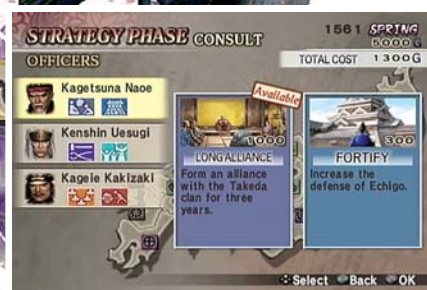 STRATEGY PHASE CONSULT
1561 SPRING
5000G
OFFICERS
TOTAL COST 1300G
Kagetsuna Naoe
Kenshin Uesugi
Kageie Kakizaki
Available
1000
LONG ALLIANCE
Form an alliance
with the Takeda
clan for three
years.
300
FORTIFY
Increase the
defense of Echigo.
Select Back OK